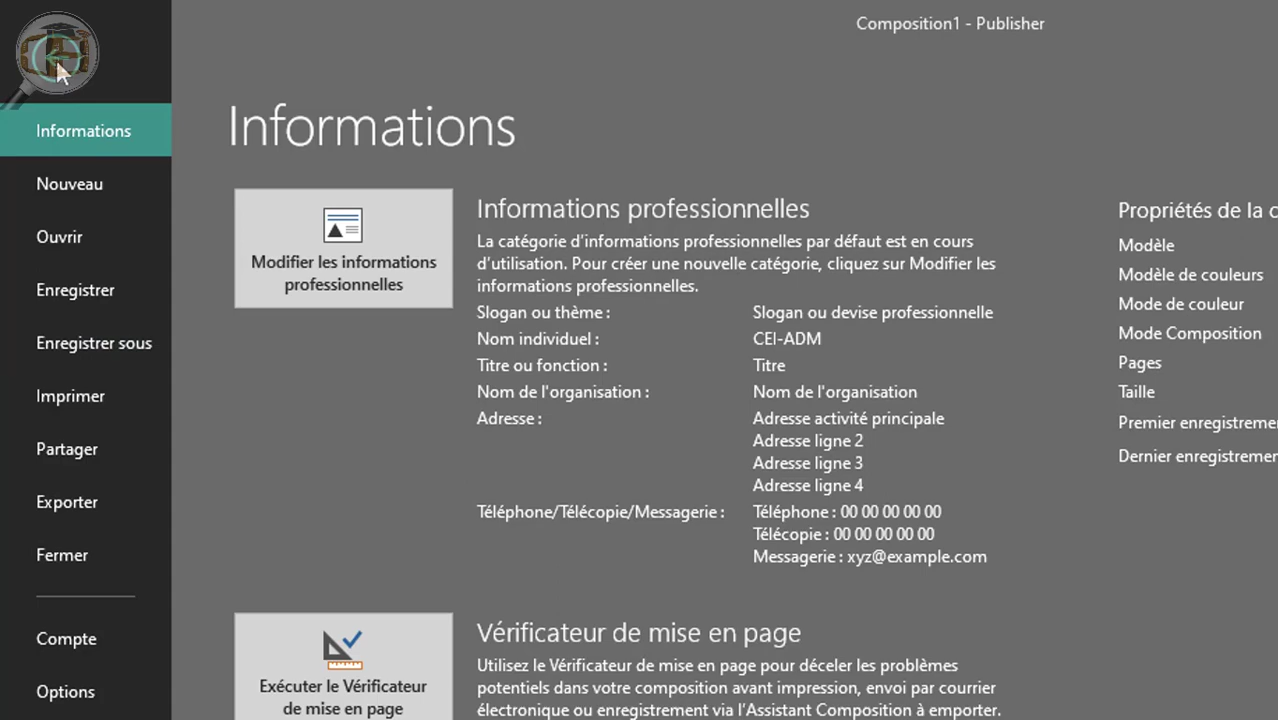 Composition1 - Publisher
Informations
Nouveau
Ouvrir
Enregistrer
Enregistrer sous
Imprimer
Partager
Exporter
Fermer
Compte
Options
Informations
Modifier les informations
professionnelles
Informations professionnelles
La catégorie d'informations professionnelles par défaut est en cours
d'utilisation. Pour créer une nouvelle catégorie, cliquez sur Modifier les
informations professionnelles.
Slogan ou thème : Slogan ou devise professionnelle
Nom individuel : CEI-ADM
Titre ou fonction : Titre
Nom de l'organisation : Nom de l'organisation
Adresse : Adresse activité principale
Adresse ligne 2
Adresse ligne 3
Adresse ligne 4
Téléphone/Télécopie/Messagerie : Téléphone : 00 00 00 00 00
Télécopie : 00 00 00 00 00
Messagerie : xyz@example.com
Exécuter le Vérificateur
de mise en page
Vérificateur de mise en page
Utilisez le Vérificateur de mise en page pour déceler les problèmes
potentiels dans votre composition avant impression, envoi par courrier
électronique ou enregistrement via l'Assistant Composition à emporter.
Propriétés de la c
Modèle
Modèle de couleurs
Mode de couleur
Mode Composition
Pages
Taille
Premier enregistreme
Dernier enregistremen